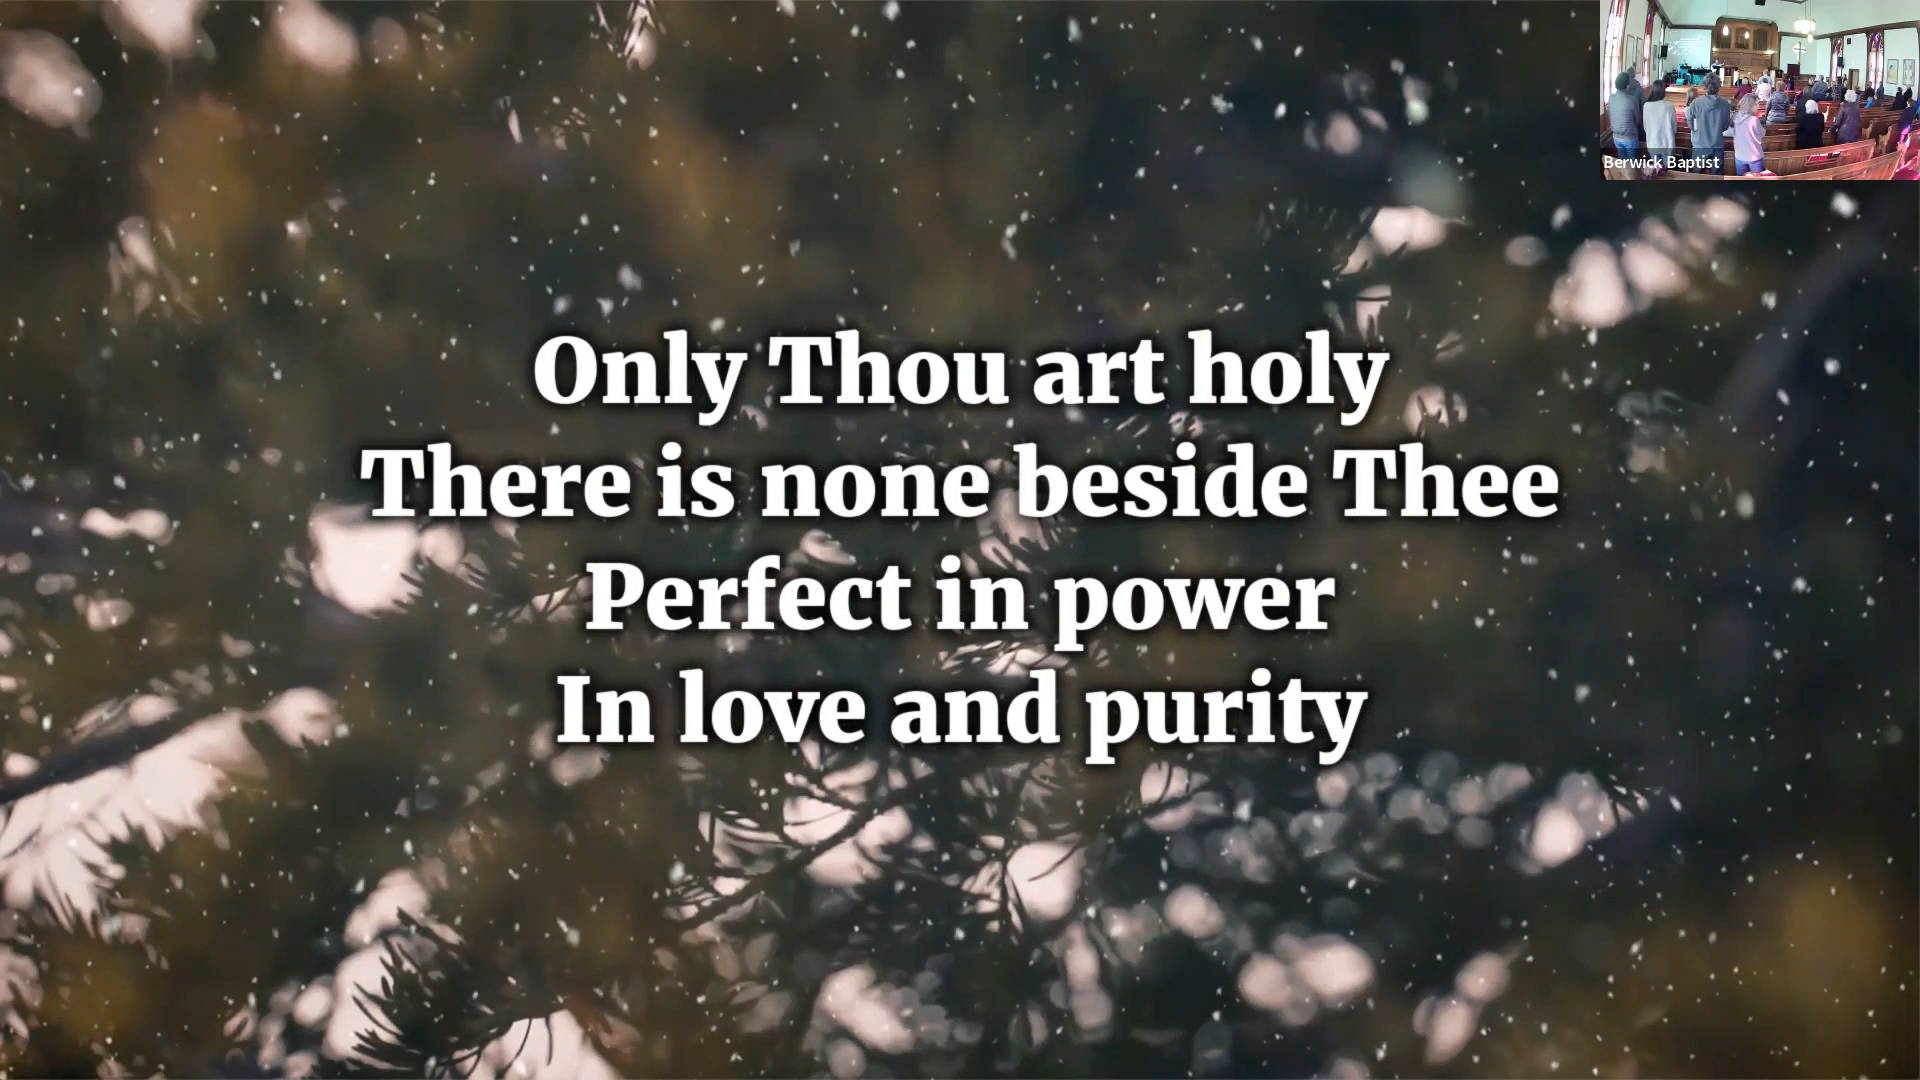 Only Thou art holy
There is none beside Thee
Perfect in power
In love and purity
Berwick Baptist